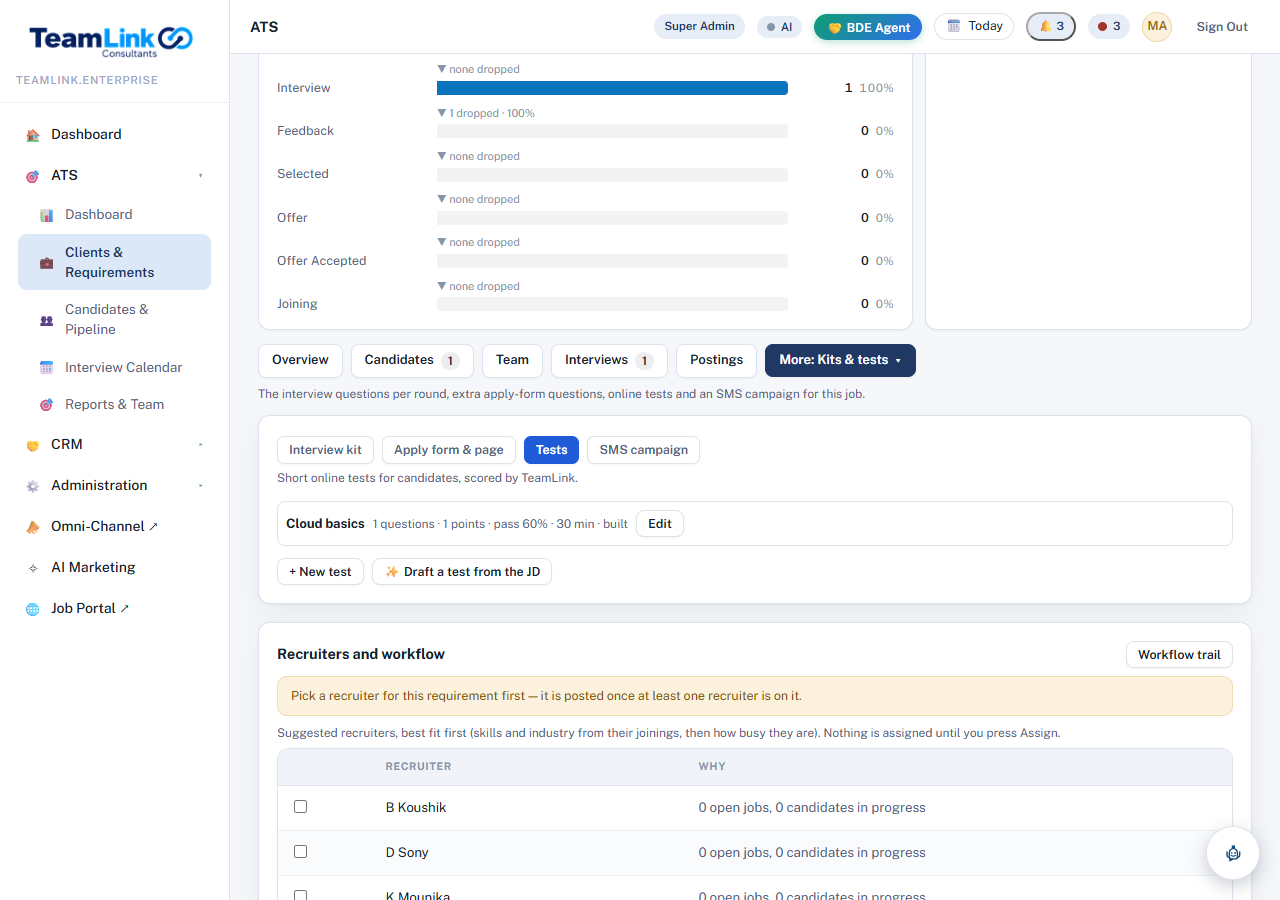 TeamLink
Consultants
TEAMLINK.ENTERPRISE
Dashboard
ATS
Dashboard
Clients &
Requirements
Candidates &
Pipeline
Interview Calendar
Reports & Team
CRM
Administration
Omni-Channel ↗
AI Marketing
Job Portal ↗
ATS
Super Admin
AI
BDE Agent
Today
3
3
MA
Sign Out
▼ none dropped
Interview 1 100%
▼ 1 dropped · 100%
Feedback 0 0%
▼ none dropped
Selected 0 0%
▼ none dropped
Offer 0 0%
▼ none dropped
Offer Accepted 0 0%
▼ none dropped
Joining 0 0%
Overview Candidates 1 Team Interviews 1 Postings More: Kits & tests ▾
The interview questions per round, extra apply-form questions, online tests and an SMS campaign for this job.
Interview kit Apply form & page Tests SMS campaign
Short online tests for candidates, scored by TeamLink.
Cloud basics 1 questions · 1 points · pass 60% · 30 min · built Edit
+ New test ✨ Draft a test from the JD
Recruiters and workflow Workflow trail
Pick a recruiter for this requirement first — it is posted once at least one recruiter is on it.
Suggested recruiters, best fit first (skills and industry from their joinings, then how busy they are). Nothing is assigned until you press Assign.
RECRUITER WHY
B Koushik 0 open jobs, 0 candidates in progress
D Sony 0 open jobs, 0 candidates in progress
K Mounika 0 open jobs, 0 candidates in progress